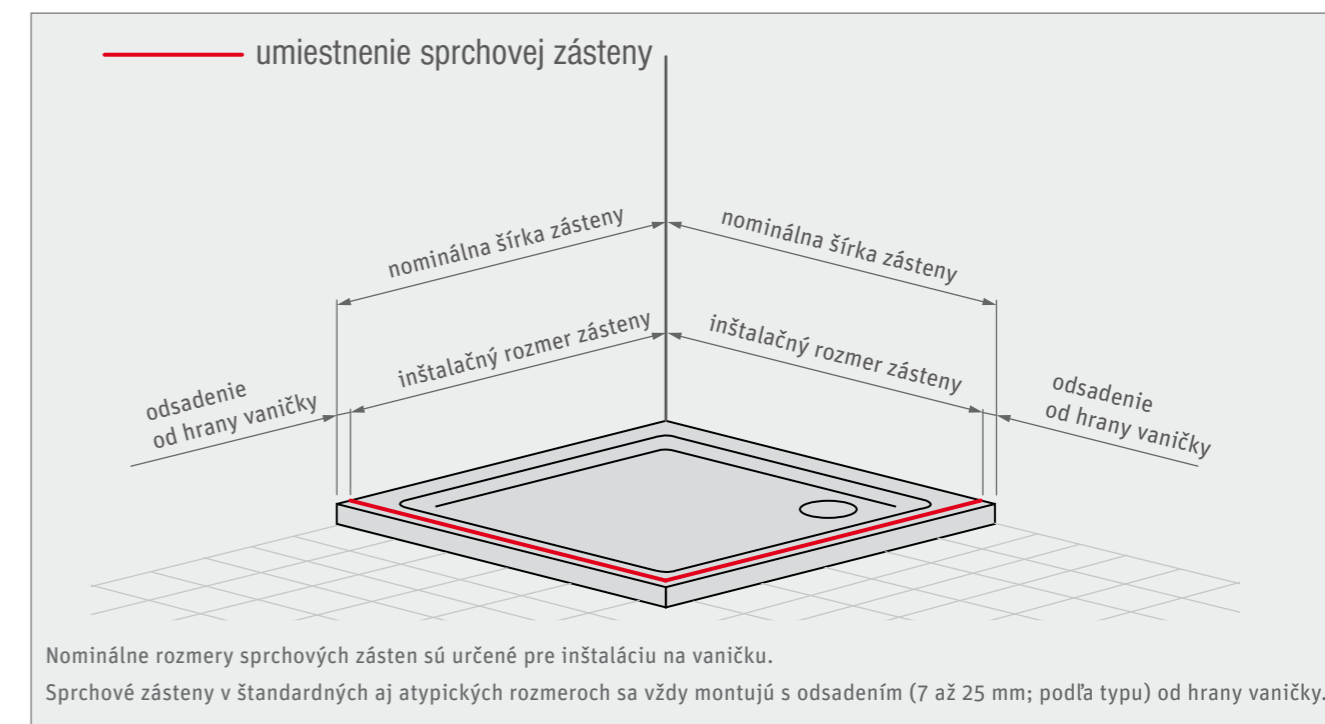 umiestnenie sprchovej zásteny
nominálna šírka zásteny
nominálna šírka zásteny
inštalačný rozmer zásteny
inštalačný rozmer zásteny
odsadenie
od hrany vaničky
odsadenie
od hrany vaničky
Nominálne rozmery sprchových zásten sú určené pre inštaláciu na vaničku.
Sprchové zásteny v štandardných aj atypických rozmeroch sa vždy montujú s odsadením (7 až 25 mm; podľa typu) od hrany vaničky.